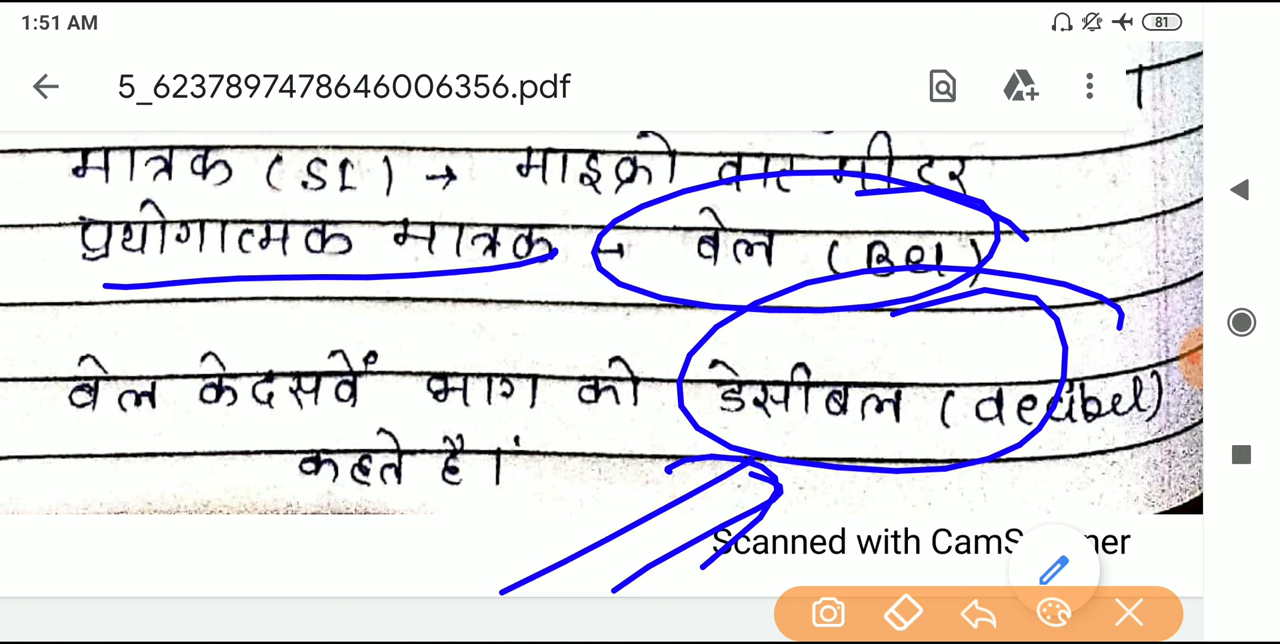 1:51 AM
81
5_6237897478646006356.pdf
मात्रक (SI) → माइक्रो वाट मीटर
प्रयोगात्मक मात्रक → बेल (Bel)
बेल के दसवें भाग को डेसीबल (decibel)
कहते है।
Scanned with CamS ner